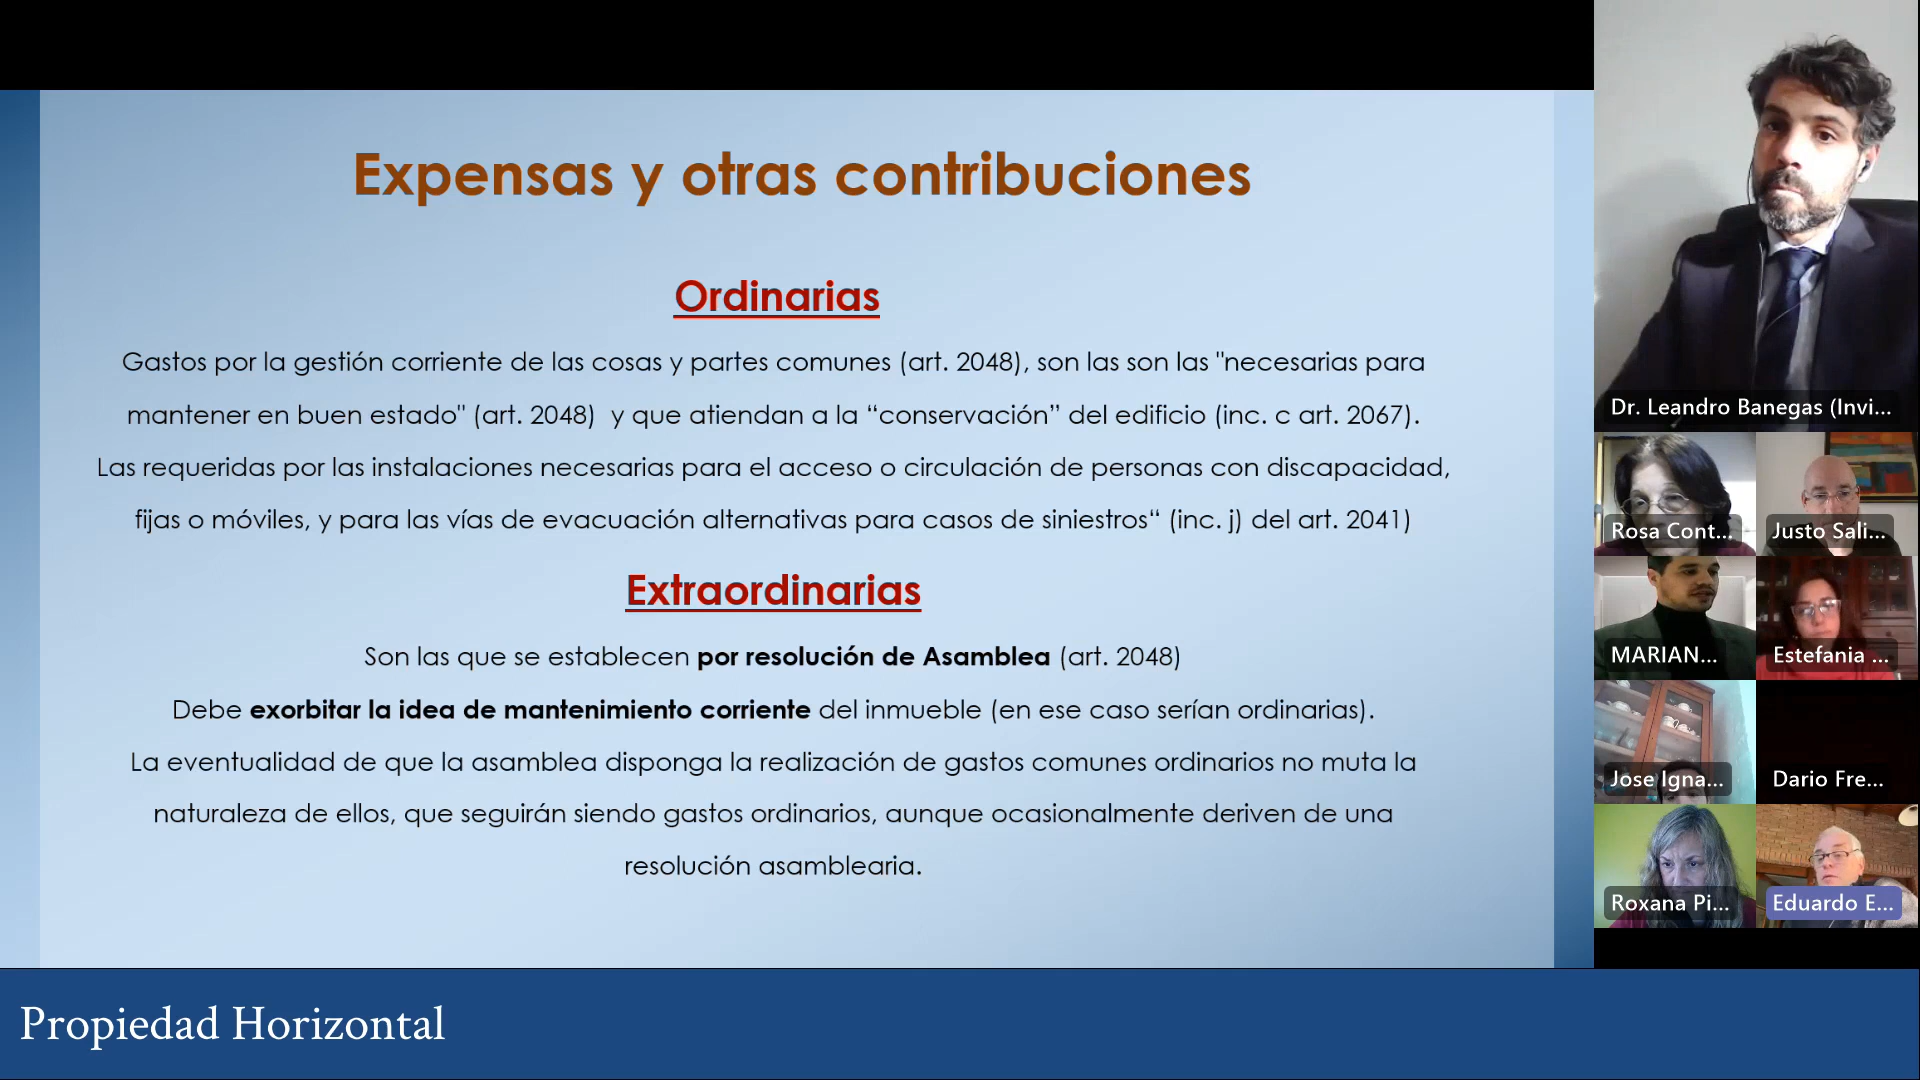 Expensas y otras contribuciones
Ordinarias
Gastos por la gestión corriente de las cosas y partes comunes (art. 2048), son las son las "necesarias para
mantener en buen estado" (art. 2048)  y que atiendan a la “conservación” del edificio (inc. c art. 2067).
Las requeridas por las instalaciones necesarias para el acceso o circulación de personas con discapacidad,
fijas o móviles, y para las vías de evacuación alternativas para casos de siniestros“ (inc. j) del art. 2041)
Extraordinarias
Son las que se establecen por resolución de Asamblea (art. 2048)
Debe exorbitar la idea de mantenimiento corriente del inmueble (en ese caso serían ordinarias).
La eventualidad de que la asamblea disponga la realización de gastos comunes ordinarios no muta la
naturaleza de ellos, que seguirán siendo gastos ordinarios, aunque ocasionalmente deriven de una
resolución asamblearia.
Dr. Leandro Banegas (Invi...
Rosa Cont...
Justo Sali...
MARIAN...
Estefania ...
Jose Igna...
Dario Fre...
Roxana Pi...
Eduardo E...
Propiedad Horizontal